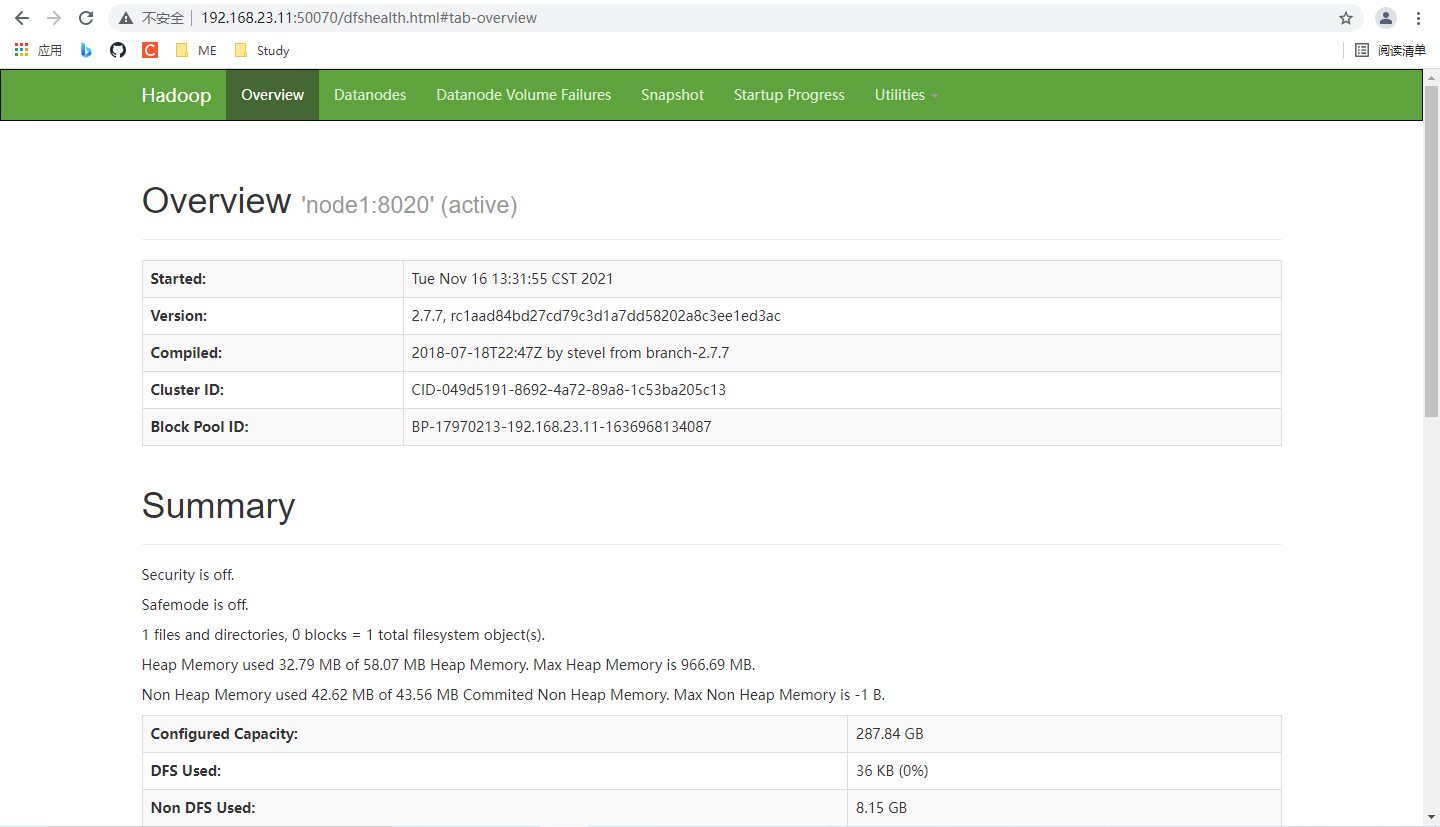 不安全 192.168.23.11:50070/dfshealth.html#tab-overview
应用 ME Study 阅读清单
Hadoop Overview Datanodes Datanode Volume Failures Snapshot Startup Progress Utilities
Overview 'node1:8020' (active)
Started: Tue Nov 16 13:31:55 CST 2021
Version: 2.7.7, rc1aad84bd27cd79c3d1a7dd58202a8c3ee1ed3ac
Compiled: 2018-07-18T22:47Z by stevel from branch-2.7.7
Cluster ID: CID-049d5191-8692-4a72-89a8-1c53ba205c13
Block Pool ID: BP-17970213-192.168.23.11-1636968134087
Summary
Security is off.
Safemode is off.
1 files and directories, 0 blocks = 1 total filesystem object(s).
Heap Memory used 32.79 MB of 58.07 MB Heap Memory. Max Heap Memory is 966.69 MB.
Non Heap Memory used 42.62 MB of 43.56 MB Commited Non Heap Memory. Max Non Heap Memory is -1 B.
Configured Capacity: 287.84 GB
DFS Used: 36 KB (0%)
Non DFS Used: 8.15 GB